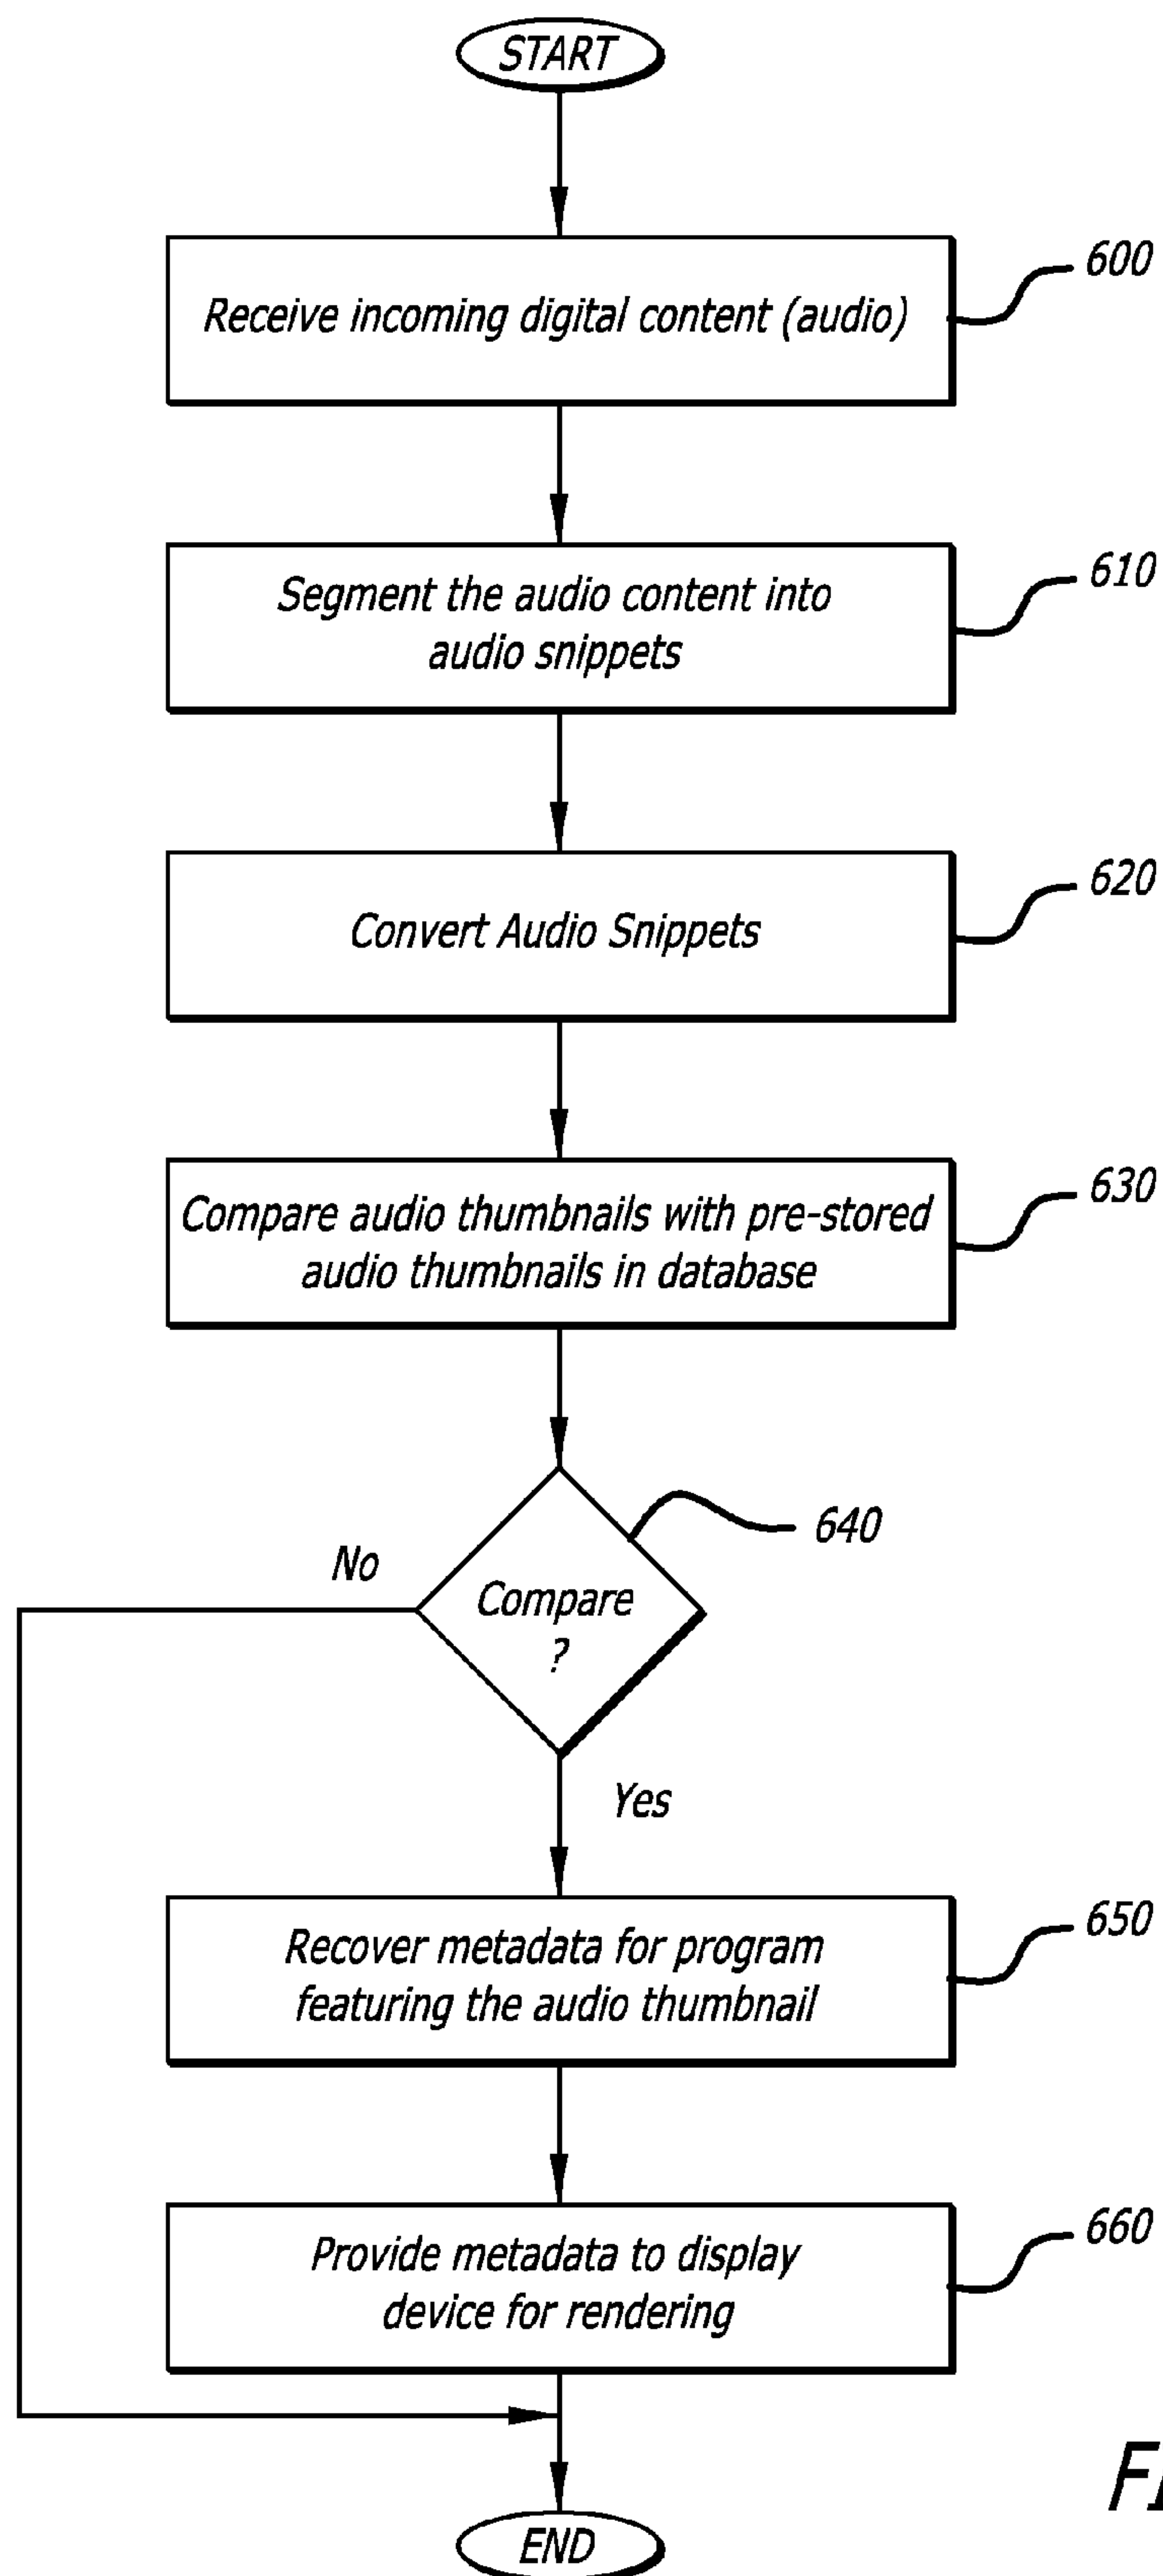 START
Receive incoming digital content (audio)
600
Segment the audio content into
audio snippets
610
Convert Audio Snippets
620
Compare audio thumbnails with pre-stored
audio thumbnails in database
630
640
No
Compare
?
Yes
Recover metadata for program
featuring the audio thumbnail
650
Provide metadata to display
device for rendering
660
END